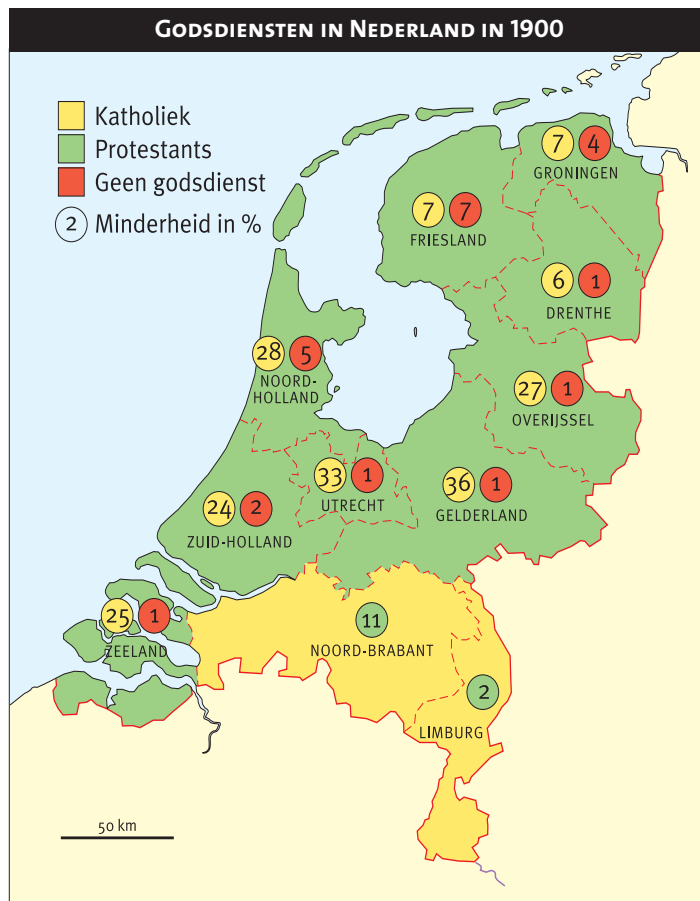 Godsdiensten in Nederland in 1900
Katholiek
Protestants
Geen godsdienst
2 Minderheid in %
7 4
GRONINGEN
7 7
FRIESLAND
6 1
DRENTHE
28 5
NOORD-
HOLLAND
27 1
OVERIJSSEL
33 1
UTRECHT
36 1
GELDERLAND
24 2
ZUID-HOLLAND
25 1
ZEELAND
11
NOORD-BRABANT
2
LIMBURG
50 km